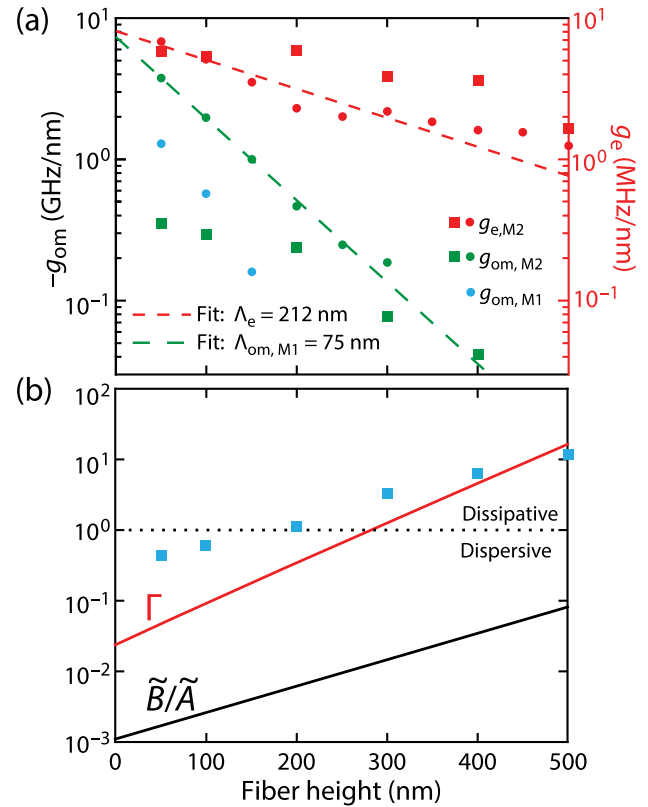 (a)
10¹
10⁰
10⁻¹
−g_om (GHz/nm)
10¹
10⁰
10⁻¹
g_e (MHz/nm)
g_e,M2
g_om, M2
g_om, M1
Fit: Λ_e = 212 nm
Fit: Λ_om, M1 = 75 nm
(b)
10²
10¹
10⁰
10⁻¹
10⁻²
10⁻³
Dissipative
Dispersive
Γ
B̃/Ã
0 100 200 300 400 500
Fiber height (nm)